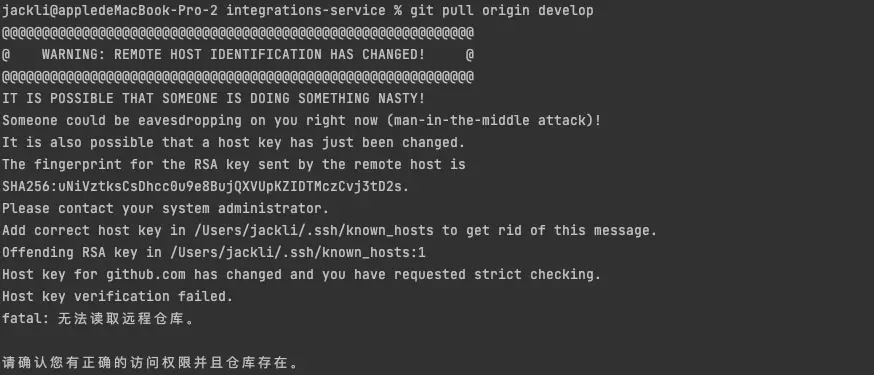 jackli@appledeMacBook-Pro-2 integrations-service % git pull origin develop
@@@@@@@@@@@@@@@@@@@@@@@@@@@@@@@@@@@@@@@@@@@@@@@@@@@@@@@@@@@
@    WARNING: REMOTE HOST IDENTIFICATION HAS CHANGED!     @
@@@@@@@@@@@@@@@@@@@@@@@@@@@@@@@@@@@@@@@@@@@@@@@@@@@@@@@@@@@
IT IS POSSIBLE THAT SOMEONE IS DOING SOMETHING NASTY!
Someone could be eavesdropping on you right now (man-in-the-middle attack)!
It is also possible that a host key has just been changed.
The fingerprint for the RSA key sent by the remote host is
SHA256:uNiVztksCsDhcc0u9e8BujQXVUpKZIDTMczCvj3tD2s.
Please contact your system administrator.
Add correct host key in /Users/jackli/.ssh/known_hosts to get rid of this message.
Offending RSA key in /Users/jackli/.ssh/known_hosts:1
Host key for github.com has changed and you have requested strict checking.
Host key verification failed.
fatal: 无法读取远程仓库。
请确认您有正确的访问权限并且仓库存在。